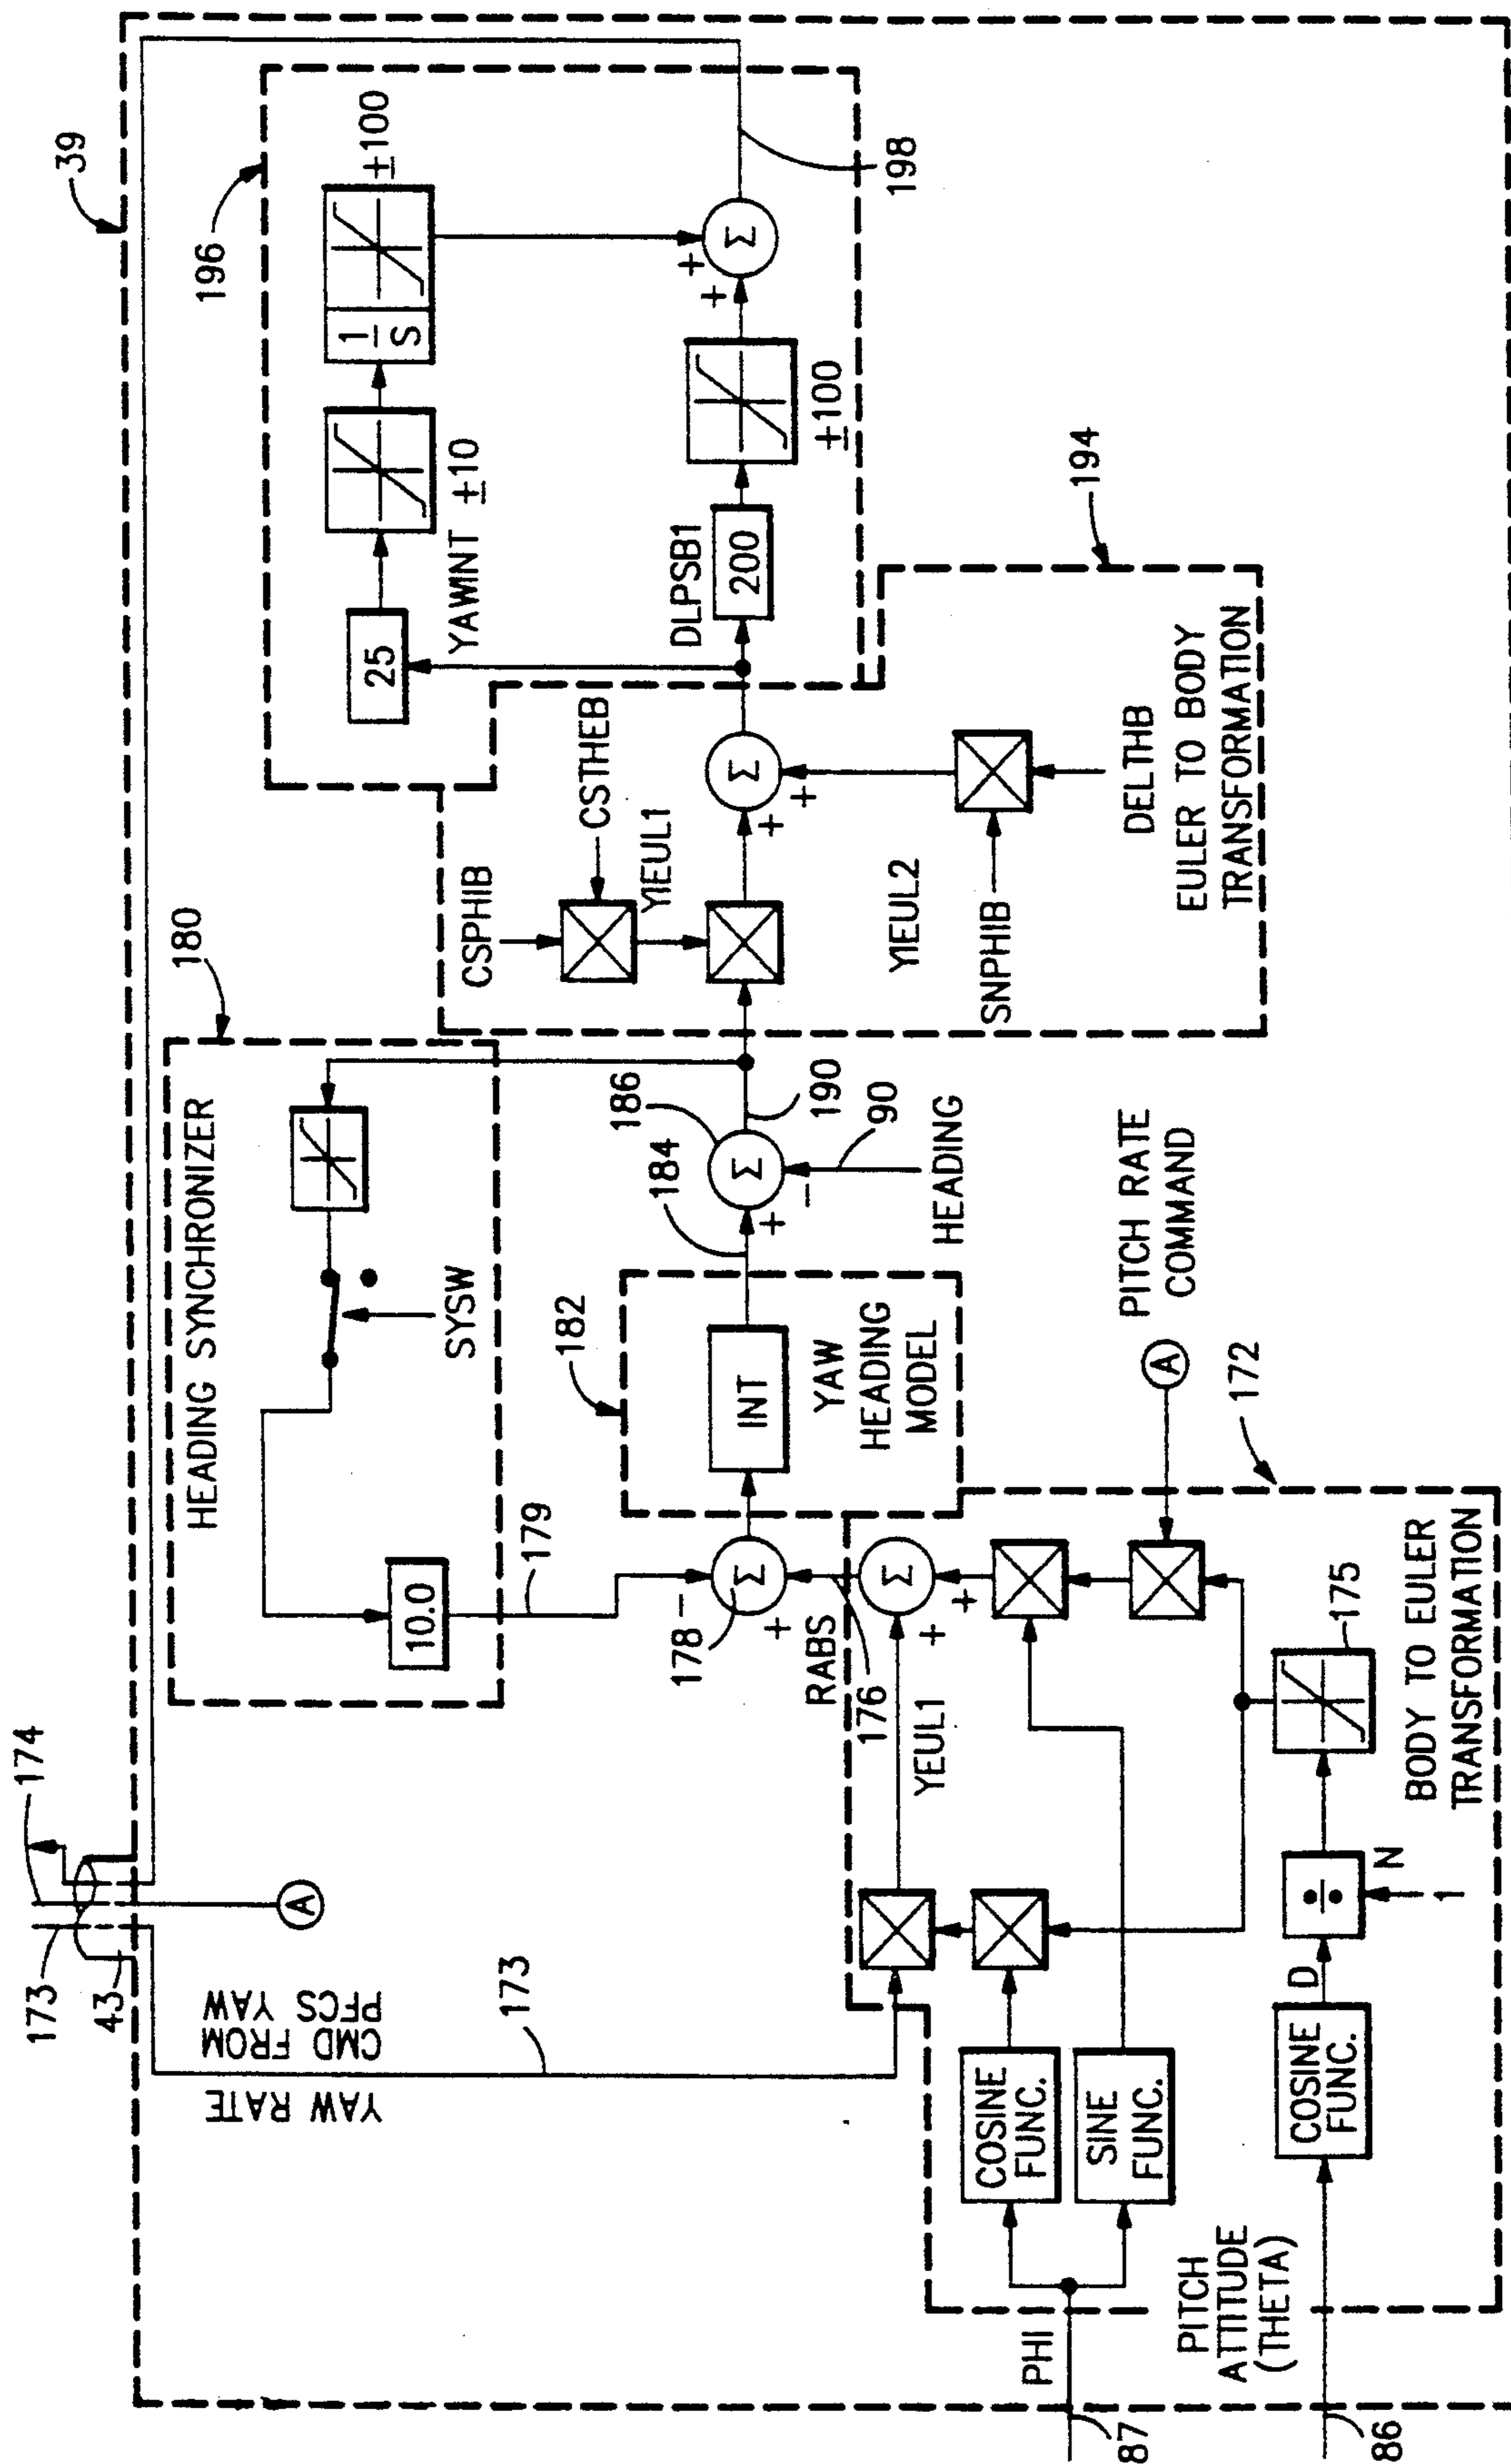 39
196
±100
1
S
±10
YAWINT
25
Σ
+
+
198
±100
DLPSB1
200
194
CSTHEB
CSPHIB
YIEUL1
Σ
+
+
YIEUL2
SNPHIB
DELTHB
EULER TO BODY
TRANSFORMATION
180
HEADING SYNCHRONIZER
SYSW
10.0
179
186
190
184
Σ
+
-
90
HEADING
182
INT
YAW
HEADING
MODEL
178
Σ
-
+
RABS
176
Σ
+
+
YEUL1
PITCH RATE
COMMAND
A
172
175
BODY TO EULER
TRANSFORMATION
N
1
D
÷
COSINE
FUNC.
SINE
FUNC.
COSINE
FUNC.
174
173
43
A
YAW RATE
CMD FROM
PFCS YAW
173
PHI
87
PITCH
ATTITUDE
(THETA)
86